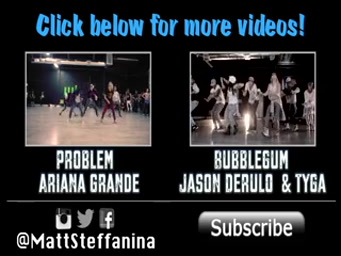 Click below for more videos!
PROBLEM
ARIANA GRANDE
BUBBLEGUM
JASON DERULO & TYGA
@MattSteffanina
Subscribe